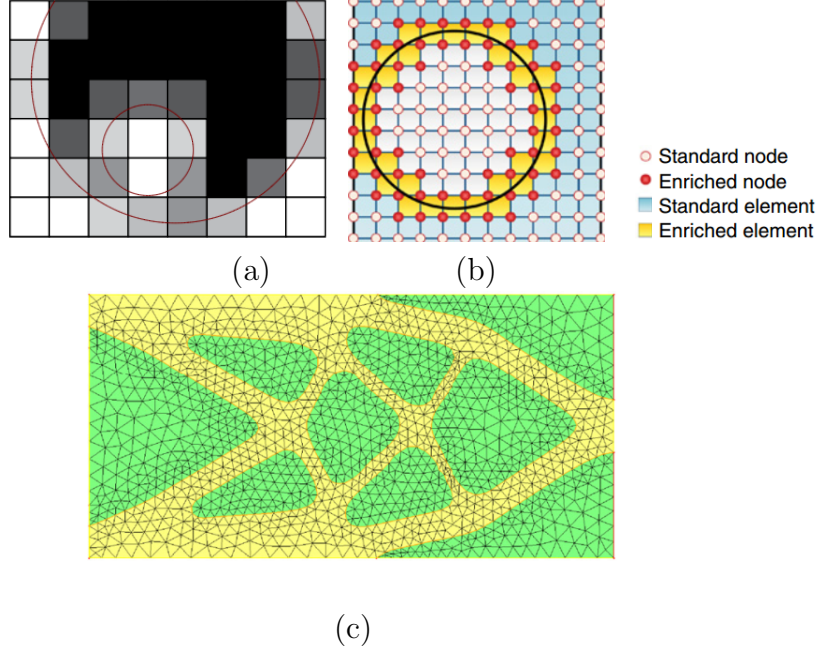 Standard node
Enriched node
Standard element
Enriched element
(a)
(b)
(c)